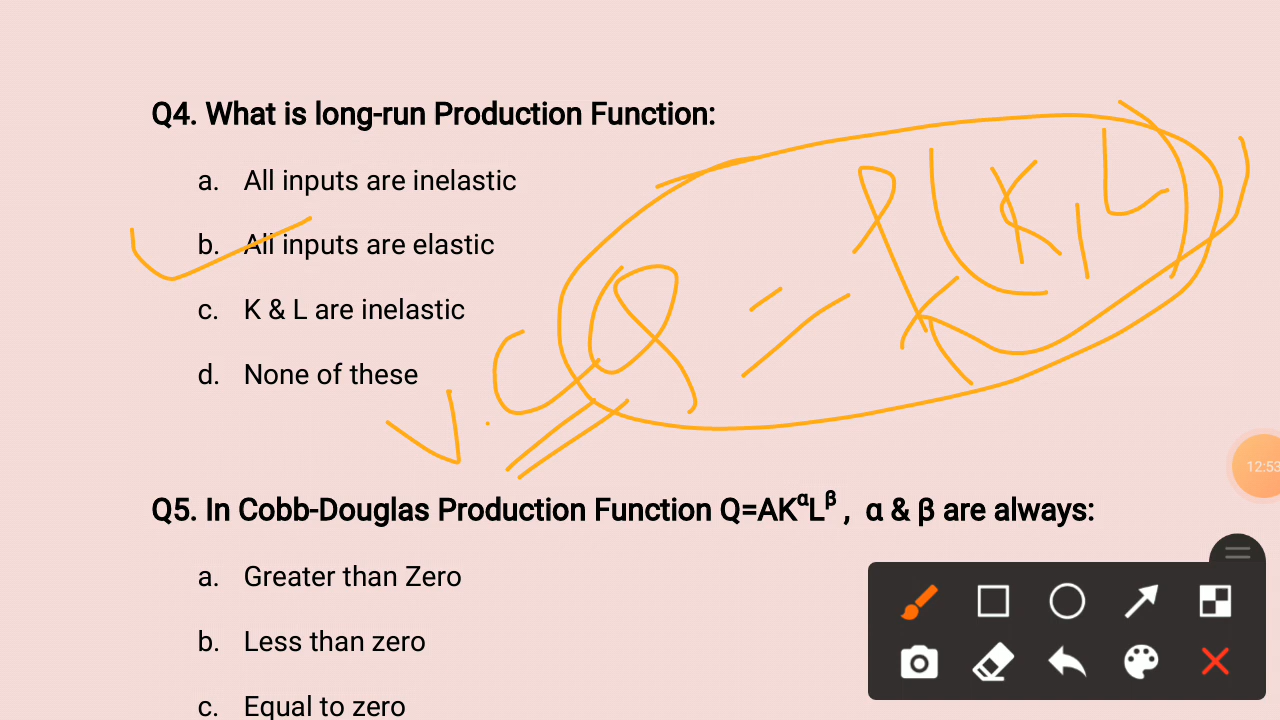 Q4. What is long-run Production Function:
a. All inputs are inelastic
b. All inputs are elastic
c. K & L are inelastic
d. None of these
Q = f(K, L)
V.C
Q5. In Cobb-Douglas Production Function Q=AKᵅLᵝ , α & β are always:
a. Greater than Zero
b. Less than zero
c. Equal to zero
12:53